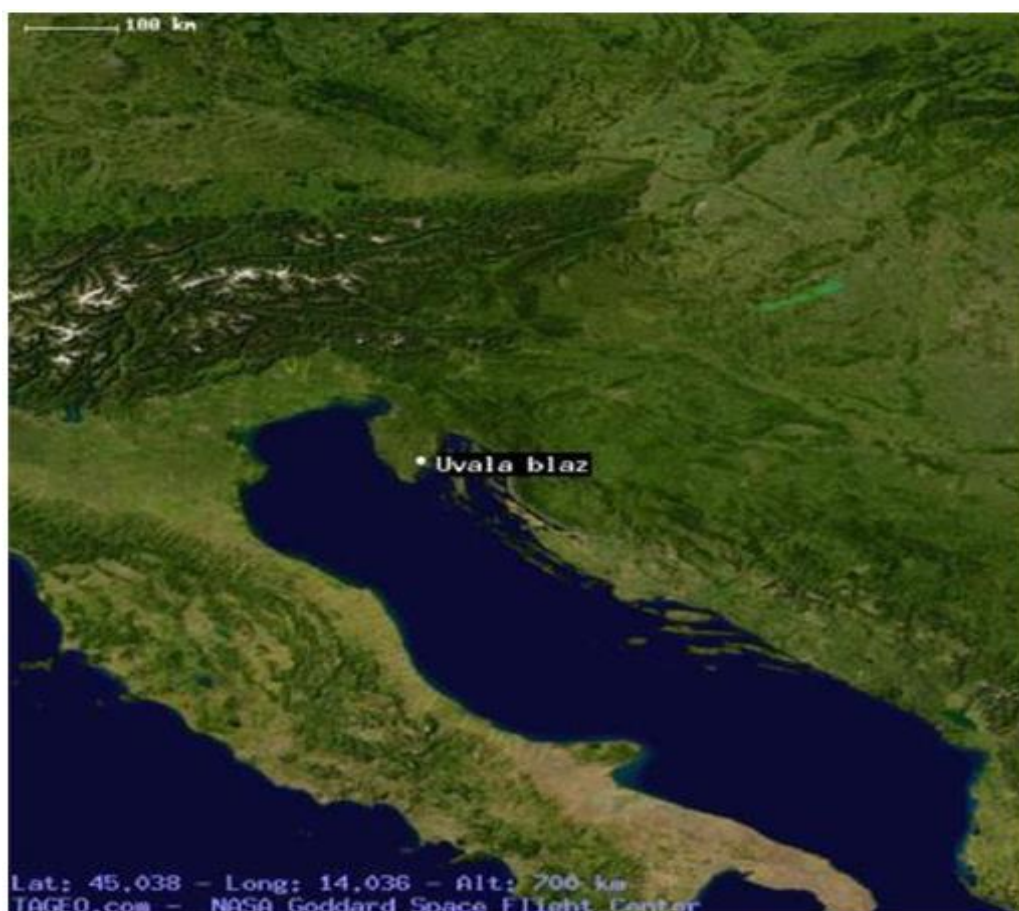 100 km
Uvala blaz
Lat: 45.038 - Long: 14.036 - Alt: 700 km
TAGEO.com - NASA Goddard Space Flight Center